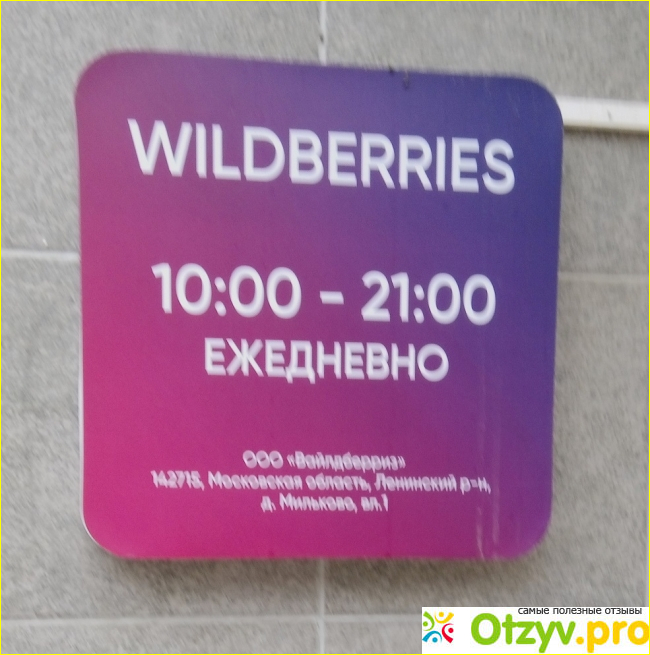 WILDBERRIES
10:00 - 21:00
ЕЖЕДНЕВНО
ООО «Вайлдберриз»
142715, Московская область, Ленинский р-н,
д. Мильково, вл.1
самые полезные отзывы
Otzyv.pro